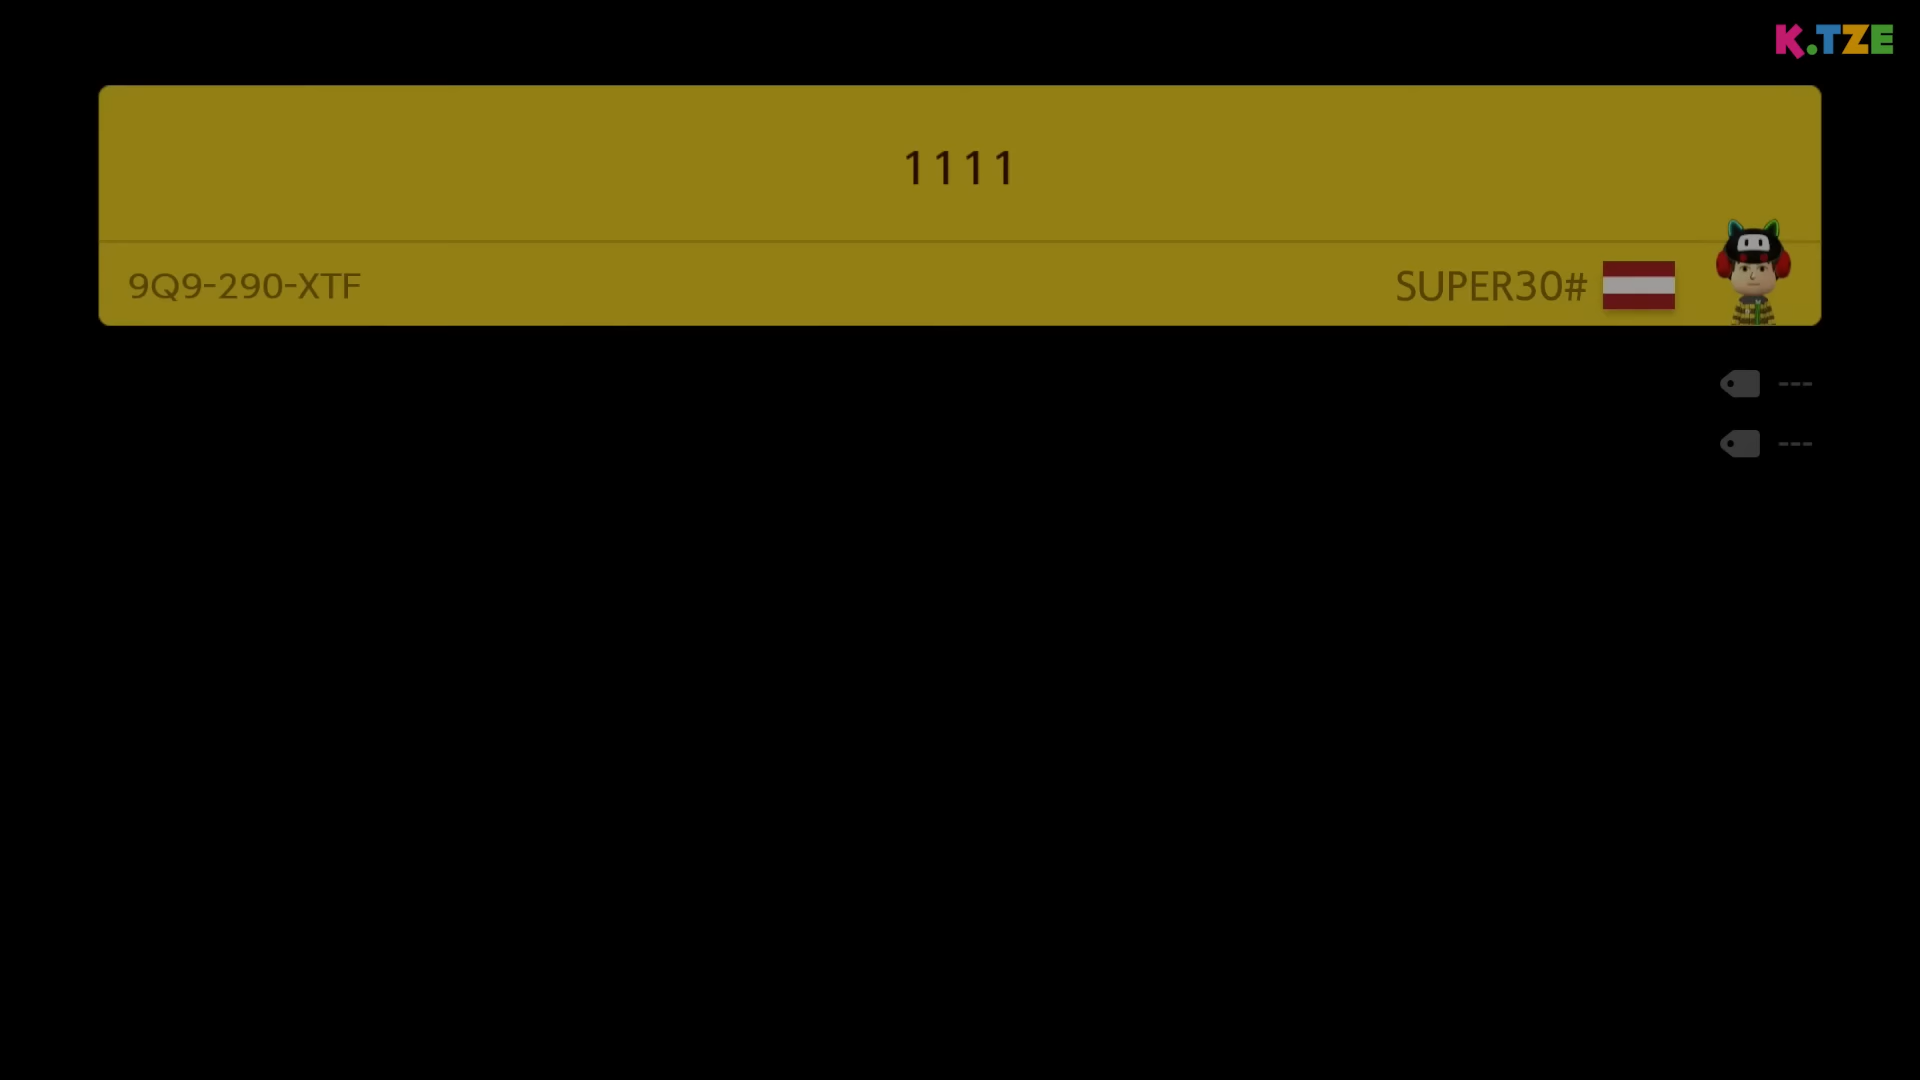 K.TZE
1111
9Q9-290-XTF
SUPER30#
---
---